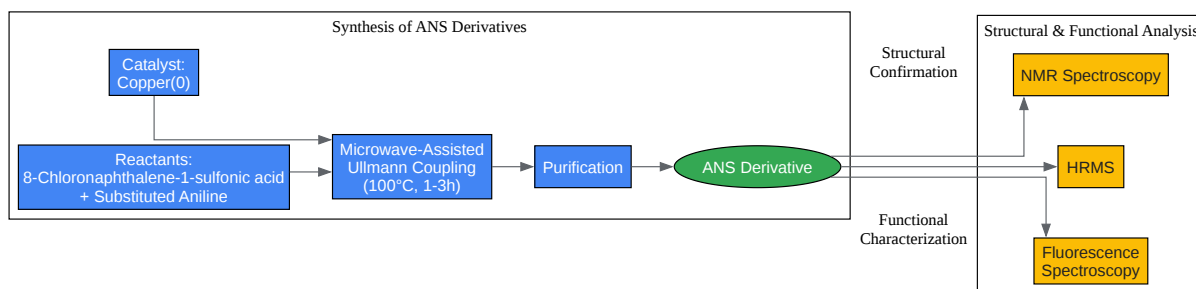 Synthesis of ANS Derivatives
Catalyst:
Copper(0)
Reactants:
8-Chloronaphthalene-1-sulfonic acid
+ Substituted Aniline
Microwave-Assisted
Ullmann Coupling
(100°C, 1-3h)
Purification
ANS Derivative
Structural
Confirmation
Functional
Characterization
Structural & Functional Analysis
NMR Spectroscopy
HRMS
Fluorescence
Spectroscopy